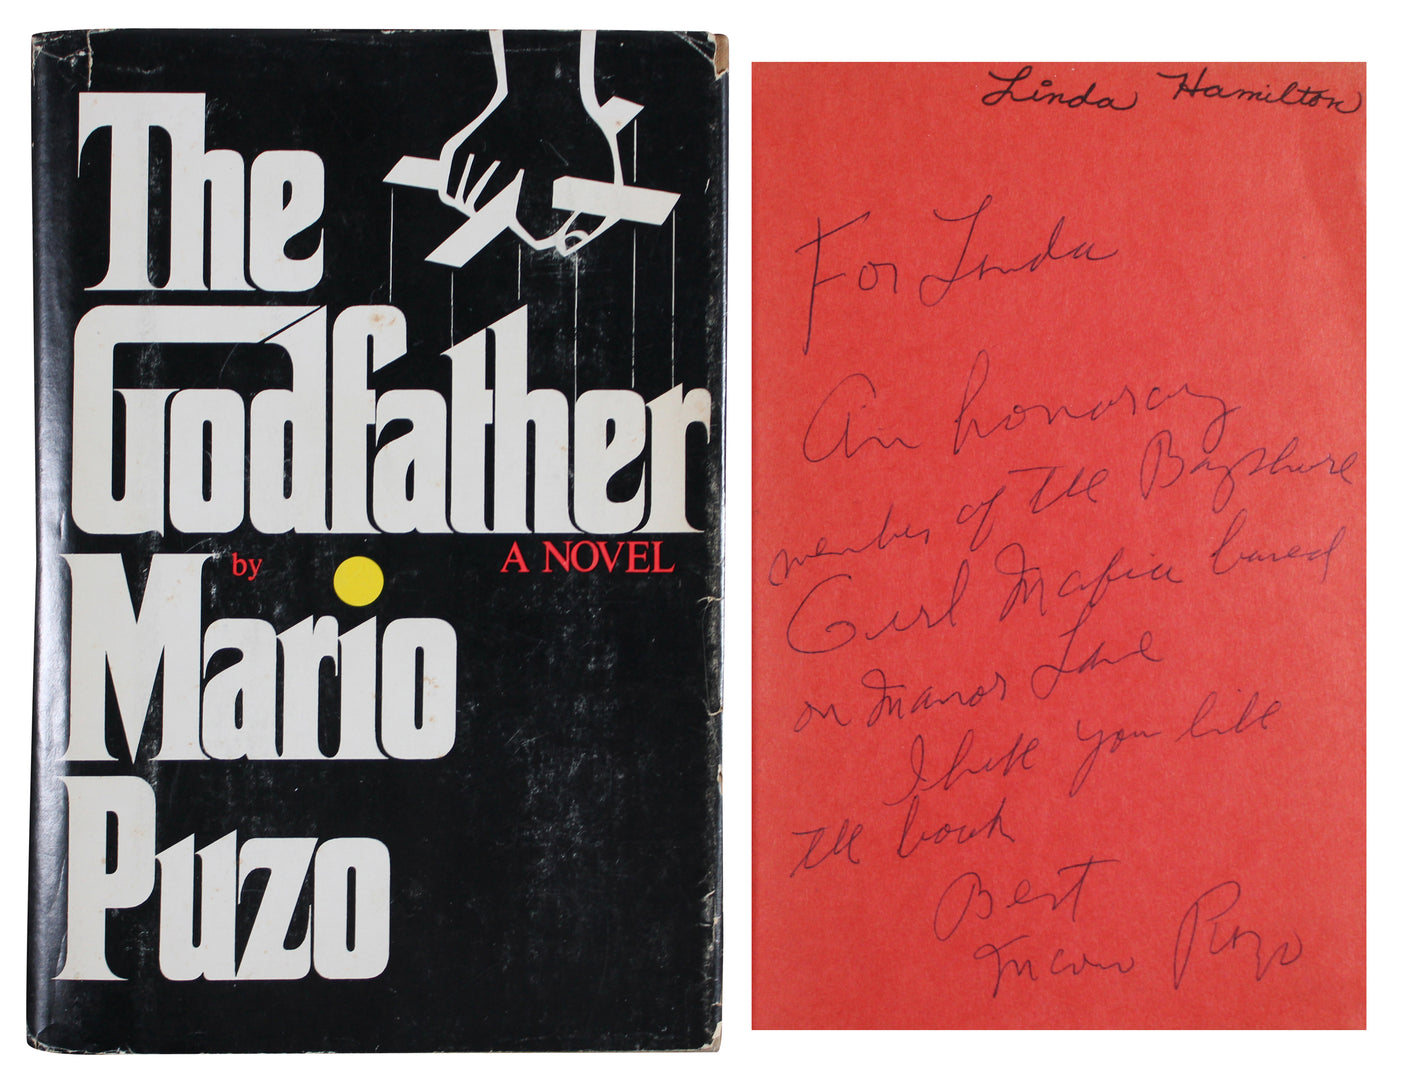 The
Godfather
by
A NOVEL
Mario
Puzo
Linda Hamilton
For Linda
An honorary
member of the Bayshore
Girl Mafia based
on Manor Lane
I hope you like
the book
Best
Mario Puzo